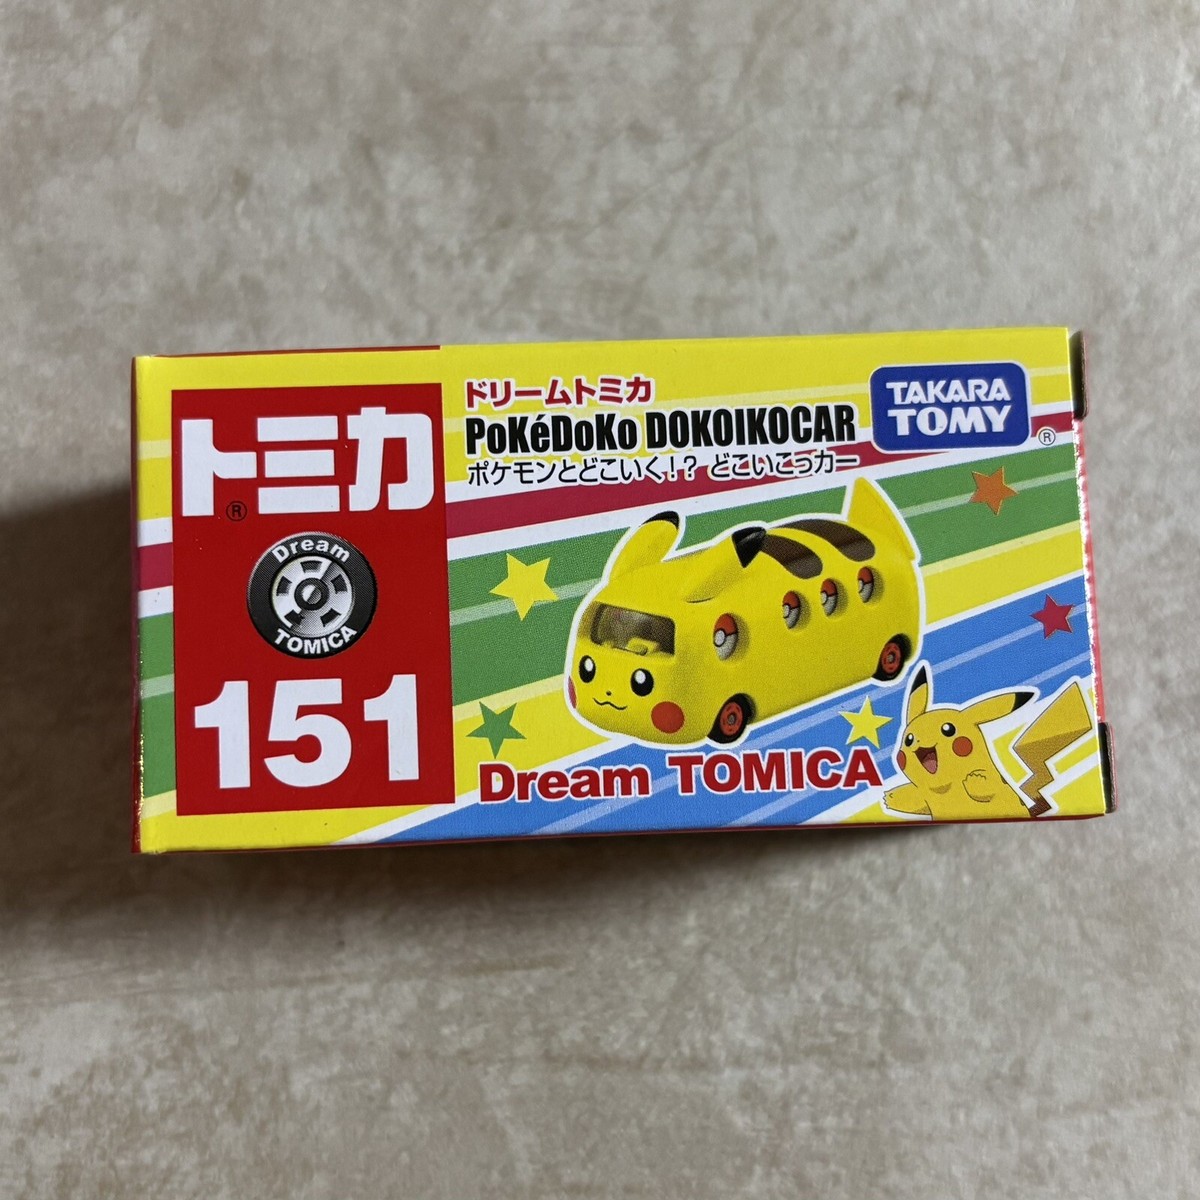 トミカ
®
Dream
TOMICA
151
ドリームトミカ
PoKéDoKo DOKOIKOCAR
ポケモンとどこいく!? どこいこっカー
TAKARA
TOMY
®
Dream TOMICA